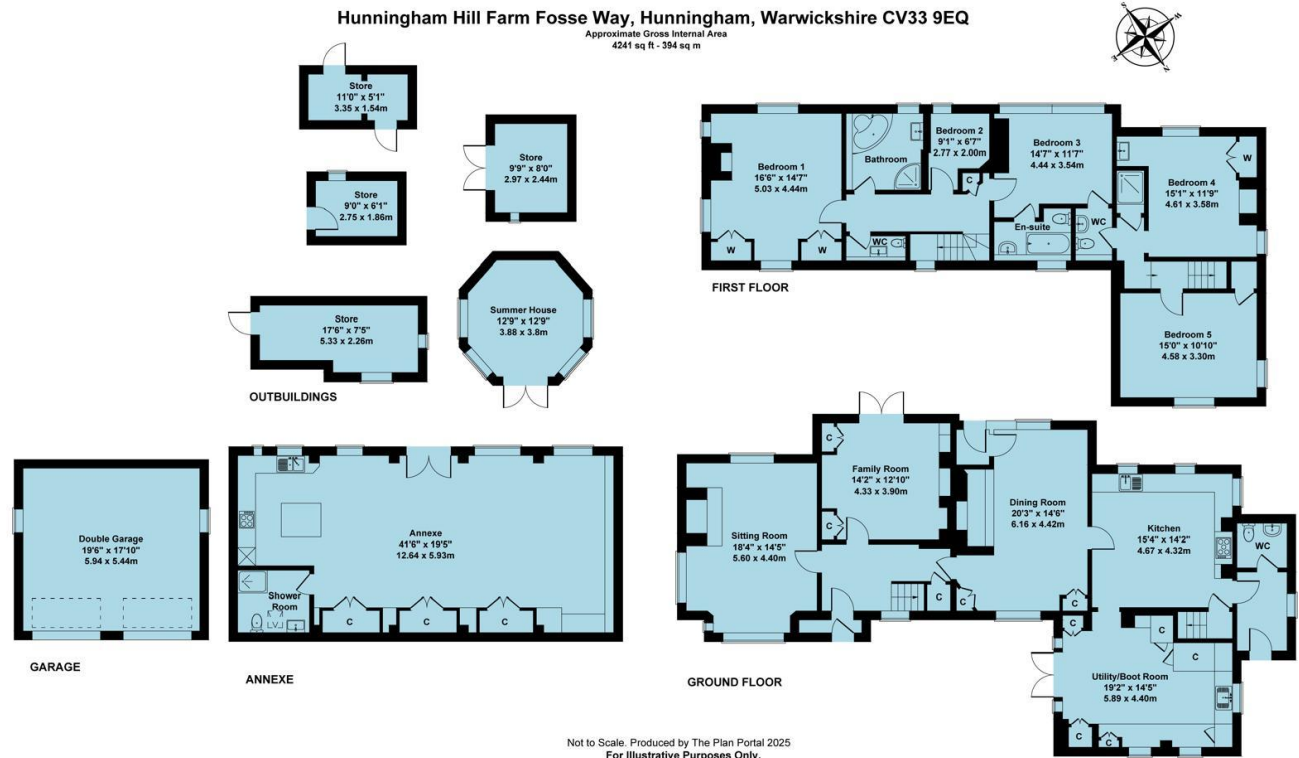 Hunningham Hill Farm Fosse Way, Hunningham, Warwickshire CV33 9EQ
Approximate Gross Internal Area
4241 sq ft - 394 sq m
N
E
S
W
Store
11'0" x 5'1"
3.35 x 1.54m
Store
9'9" x 8'0"
2.97 x 2.44m
Store
9'0" x 6'1"
2.75 x 1.86m
Summer House
12'9" x 12'9"
3.88 x 3.8m
Store
17'6" x 7'5"
5.33 x 2.26m
OUTBUILDINGS
Bedroom 1
16'6" x 14'7"
5.03 x 4.44m
W
W
Bathroom
WC
Bedroom 2
9'1" x 6'7"
2.77 x 2.00m
C
Bedroom 3
14'7" x 11'7"
4.44 x 3.54m
En-suite
WC
Bedroom 4
15'1" x 11'9"
4.61 x 3.58m
W
Bedroom 5
15'0" x 10'10"
4.58 x 3.30m
FIRST FLOOR
Double Garage
19'6" x 17'10"
5.94 x 5.44m
GARAGE
Annexe
41'6" x 19'5"
12.64 x 5.93m
Shower
Room
LV
C
C
C
ANNEXE
Sitting Room
18'4" x 14'5"
5.60 x 4.40m
C
Family Room
14'2" x 12'10"
4.33 x 3.90m
C
C
Dining Room
20'3" x 14'6"
6.16 x 4.42m
C
C
Kitchen
15'4" x 14'2"
4.67 x 4.32m
WC
C
C
C
Utility/Boot Room
19'2" x 14'5"
5.89 x 4.40m
C
C
GROUND FLOOR
Not to Scale. Produced by The Plan Portal 2025
For Illustrative Purposes Only.